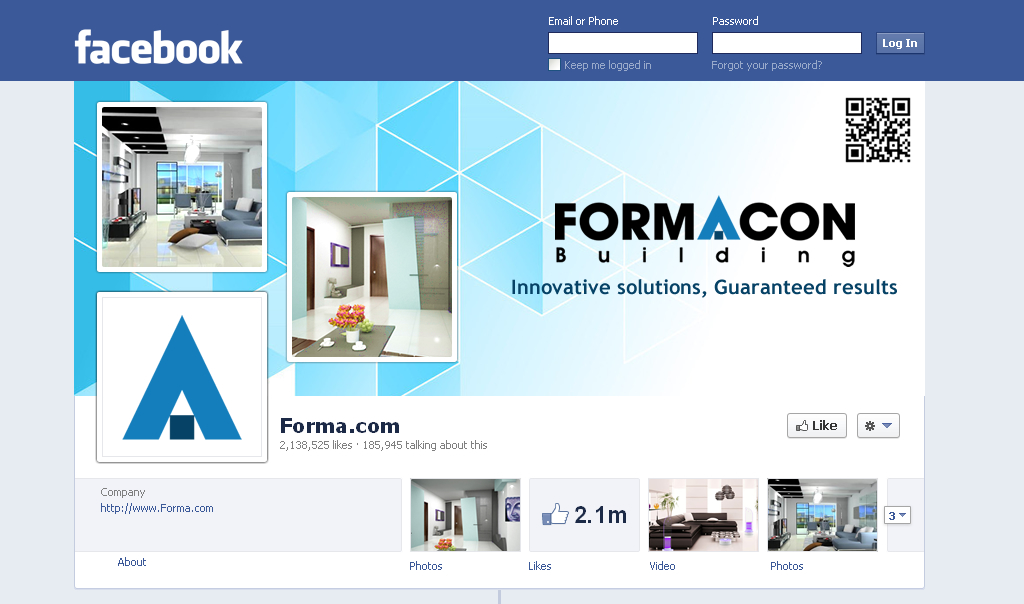 Email or Phone
Password
facebook
Log In
Keep me logged in
Forgot your password?
FORMACON
Building
Innovative solutions, Guaranteed results
Forma.com
2,138,525 likes · 185,945 talking about this
Like
Company
http://www.Forma.com
2.1m
3
About
Photos
Likes
Video
Photos